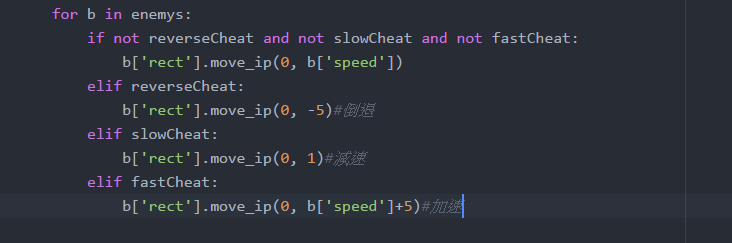 for b in enemys:
    if not reverseCheat and not slowCheat and not fastCheat:
        b['rect'].move_ip(0, b['speed'])
    elif reverseCheat:
        b['rect'].move_ip(0, -5)#倒退
    elif slowCheat:
        b['rect'].move_ip(0, 1)#減速
    elif fastCheat:
        b['rect'].move_ip(0, b['speed']+5)#加速